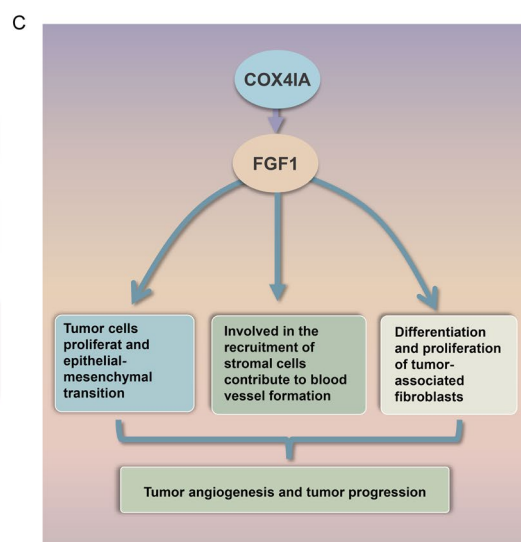 C
COX4IA
FGF1
Tumor cells
proliferat and
epithelial-
mesenchymal
transition
Involved in the
recruitment of
stromal cells
contribute to blood
vessel formation
Differentiation
and proliferation
of tumor-
associated
fibroblasts
Tumor angiogenesis and tumor progression